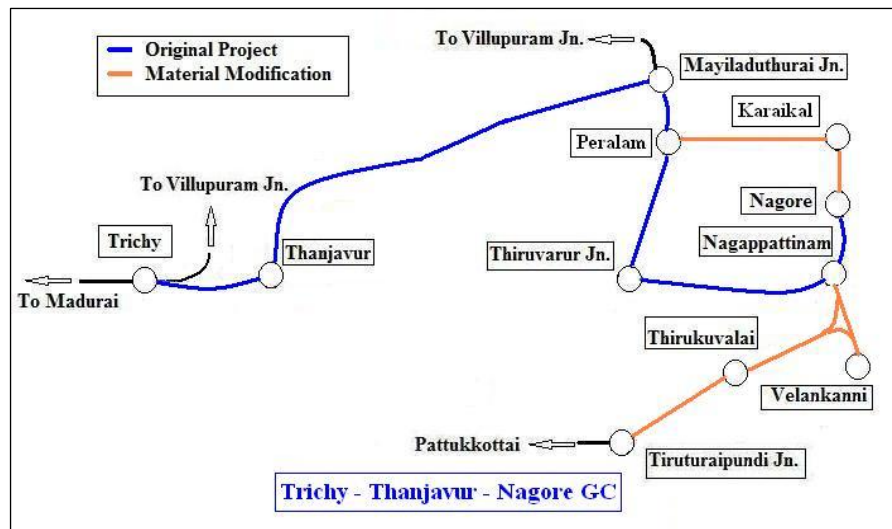 Original Project
Material Modification
To Villupuram Jn.
Mayiladuthurai Jn.
Karaikal
Peralam
To Villupuram Jn.
Nagore
Trichy
Nagappattinam
Thanjavur
Thiruvarur Jn.
To Madurai
Thirukuvalai
Velankanni
Pattukkottai
Tiruturaipundi Jn.
Trichy - Thanjavur - Nagore GC